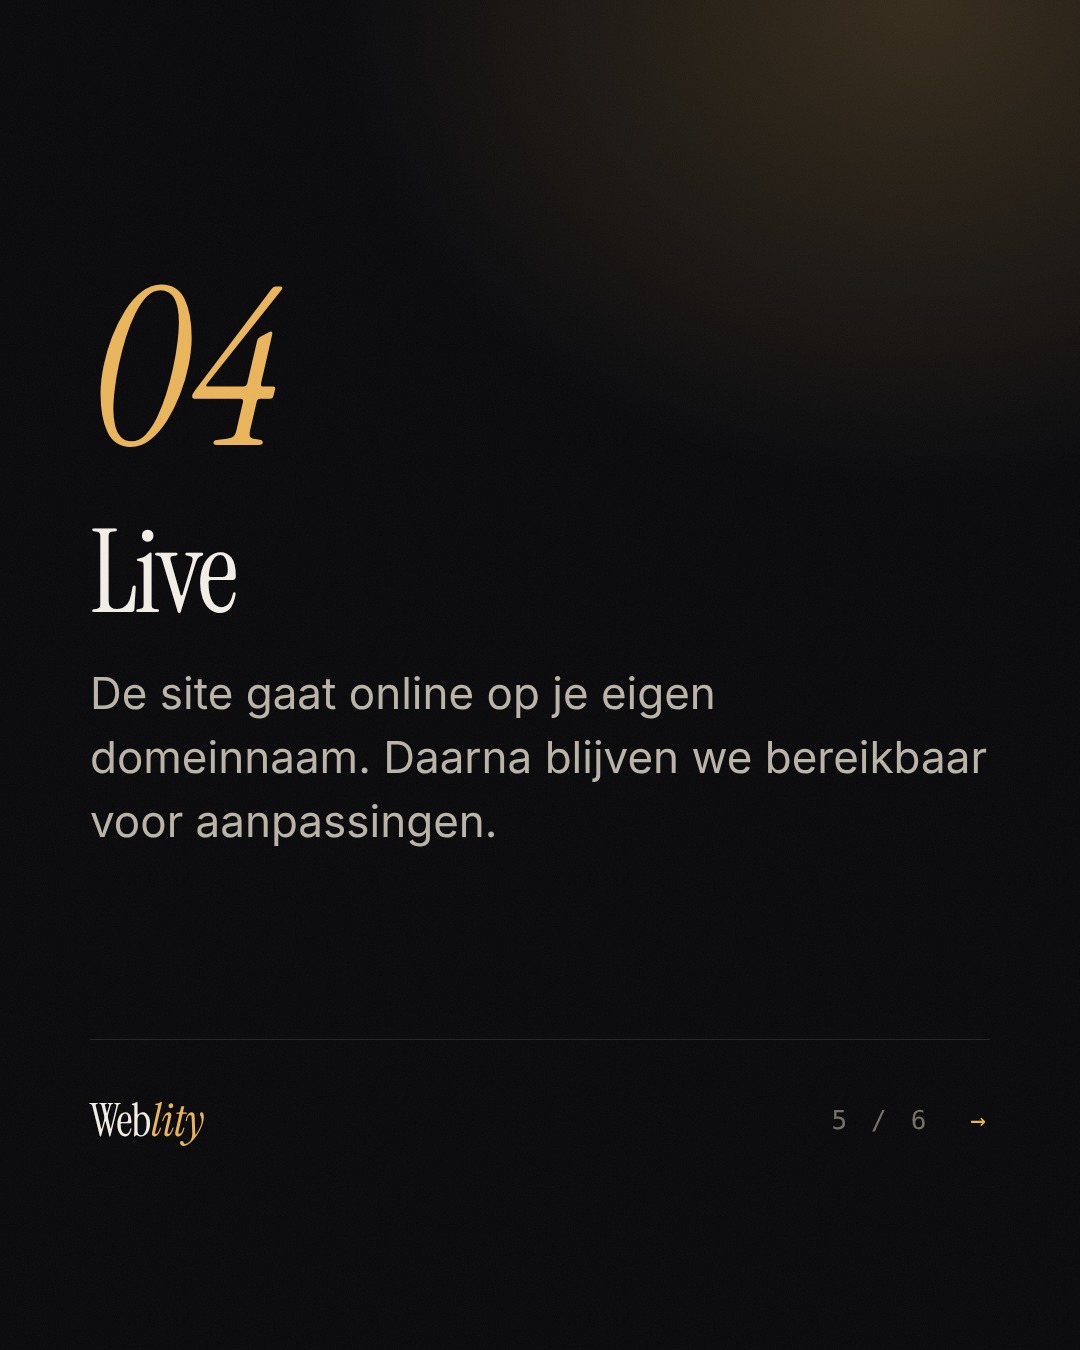 04
Live
De site gaat online op je eigen
domeinnaam. Daarna blijven we bereikbaar
voor aanpassingen.
Weblity
5 / 6 →